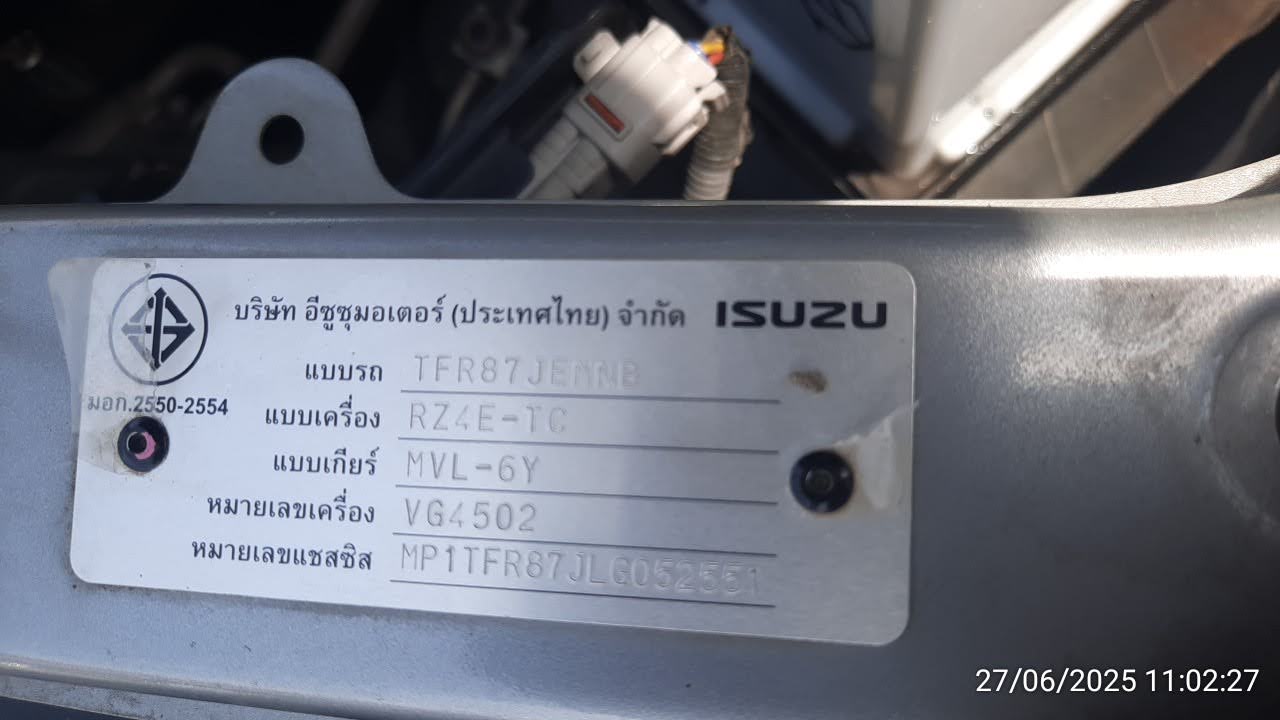 บริษัท อีซูซุมอเตอร์ (ประเทศไทย) จำกัด ISUZU
แบบรถ TFR87JEMNB
มอก.2550-2554
แบบเครื่อง RZ4E-TC
แบบเกียร์ MVL-6Y
หมายเลขเครื่อง VG4502
หมายเลขแชสซิส MP1TFR87JLG052551
27/06/2025 11:02:27